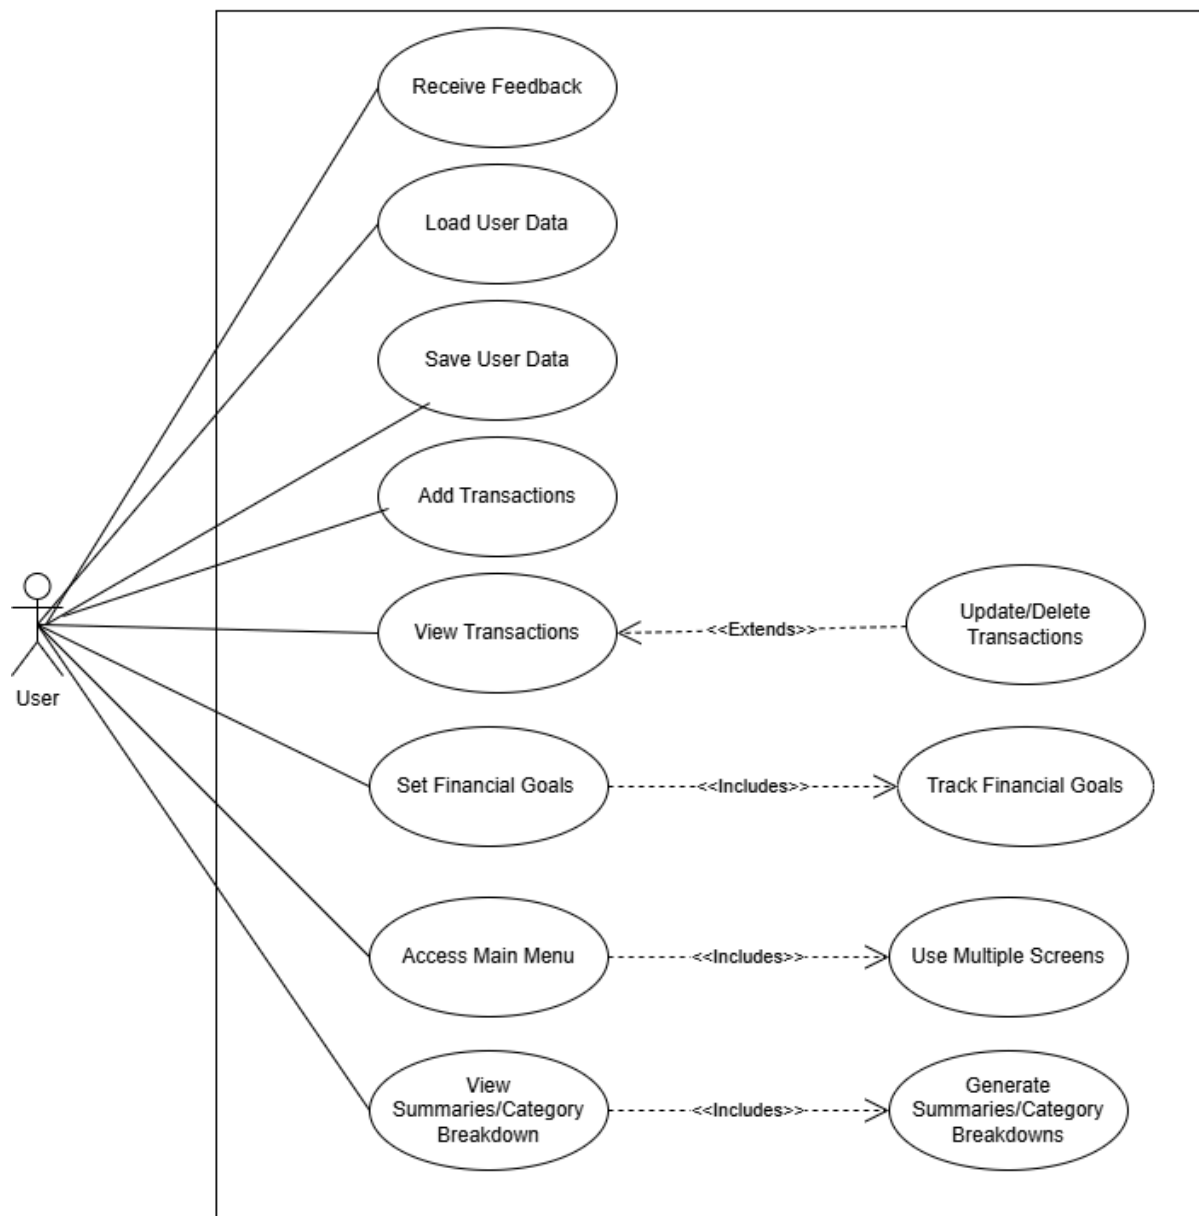 Receive Feedback
Load User Data
Save User Data
Add Transactions
View Transactions
<<Extends>>
Update/Delete
Transactions
User
Set Financial Goals
<<Includes>>
Track Financial Goals
Access Main Menu
<<Includes>>
Use Multiple Screens
View
Summaries/Category
Breakdown
<<Includes>>
Generate
Summaries/Category
Breakdowns